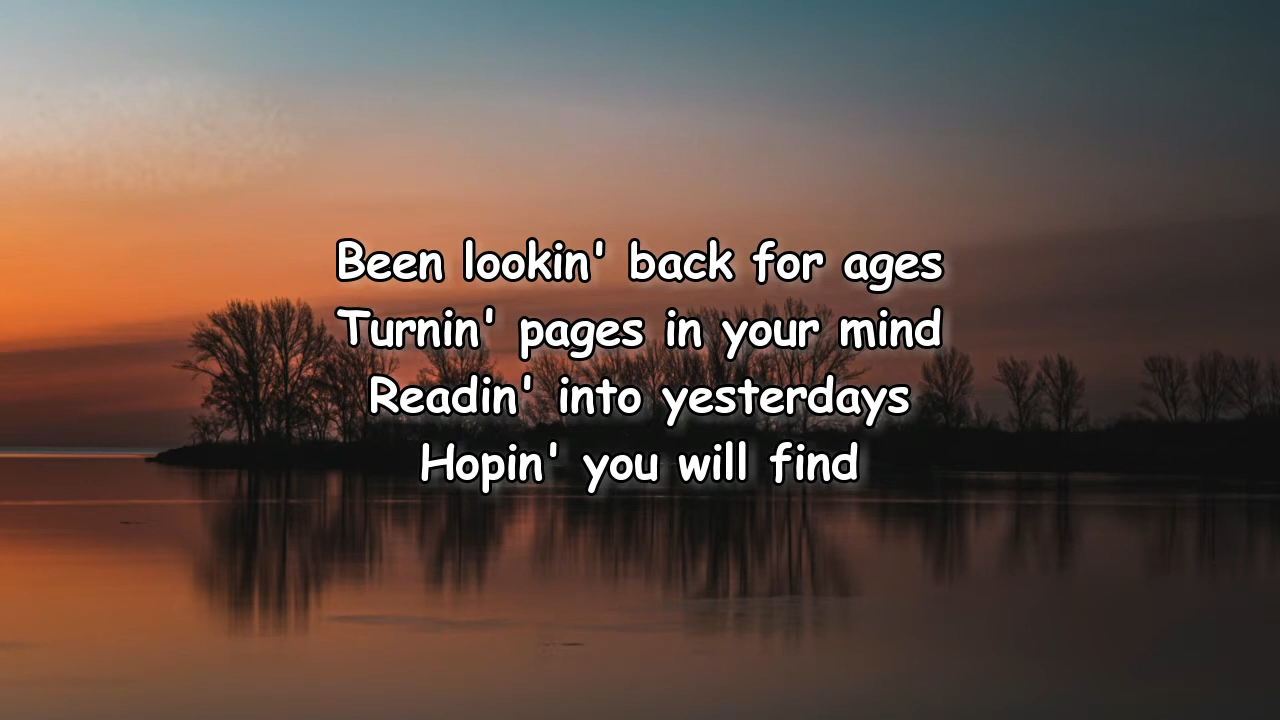 Been lookin' back for ages
Turnin' pages in your mind
Readin' into yesterdays
Hopin' you will find